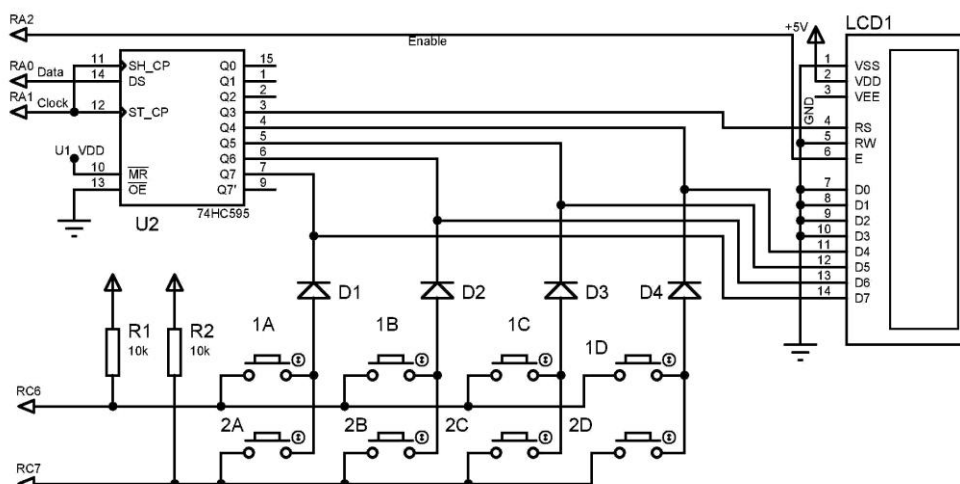 RA2
Enable
+5V
LCD1
RA0 Data
RA1 Clock
11 SH_CP
14 DS
12 ST_CP
U1_VDD
10 MR
13 OE
Q0 15
Q1 1
Q2 2
Q3 3
Q4 4
Q5 5
Q6 6
Q7 7
Q7' 9
74HC595
U2
GND
1 VSS
2 VDD
3 VEE
4 RS
5 RW
6 E
7 D0
8 D1
9 D2
10 D3
11 D4
12 D5
13 D6
14 D7
D1
D2
D3
D4
R1
10k
R2
10k
1A
1B
1C
1D
RC6
2A
2B
2C
2D
RC7